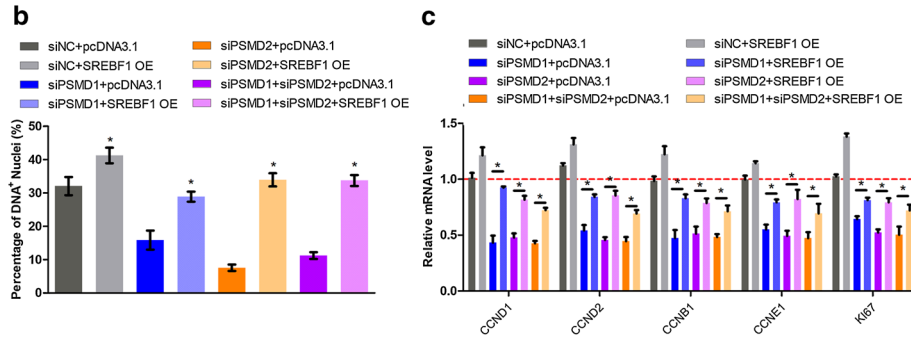 b
siNC+pcDNA3.1
siNC+SREBF1 OE
siPSMD1+pcDNA3.1
siPSMD1+SREBF1 OE
siPSMD2+pcDNA3.1
siPSMD2+SREBF1 OE
siPSMD1+siPSMD2+pcDNA3.1
siPSMD1+siPSMD2+SREBF1 OE
Percentage of DNA+ Nuclei (%)
50
40
30
20
10
0
* * * *
c
siNC+pcDNA3.1
siPSMD1+pcDNA3.1
siPSMD2+pcDNA3.1
siPSMD1+siPSMD2+pcDNA3.1
siNC+SREBF1 OE
siPSMD1+SREBF1 OE
siPSMD2+SREBF1 OE
siPSMD1+siPSMD2+SREBF1 OE
Relative mRNA level
1.5
1.0
0.5
0.0
* * * * * * * * * * * * * * *
CCND1
CCND2
CCNB1
CCNE1
KI67